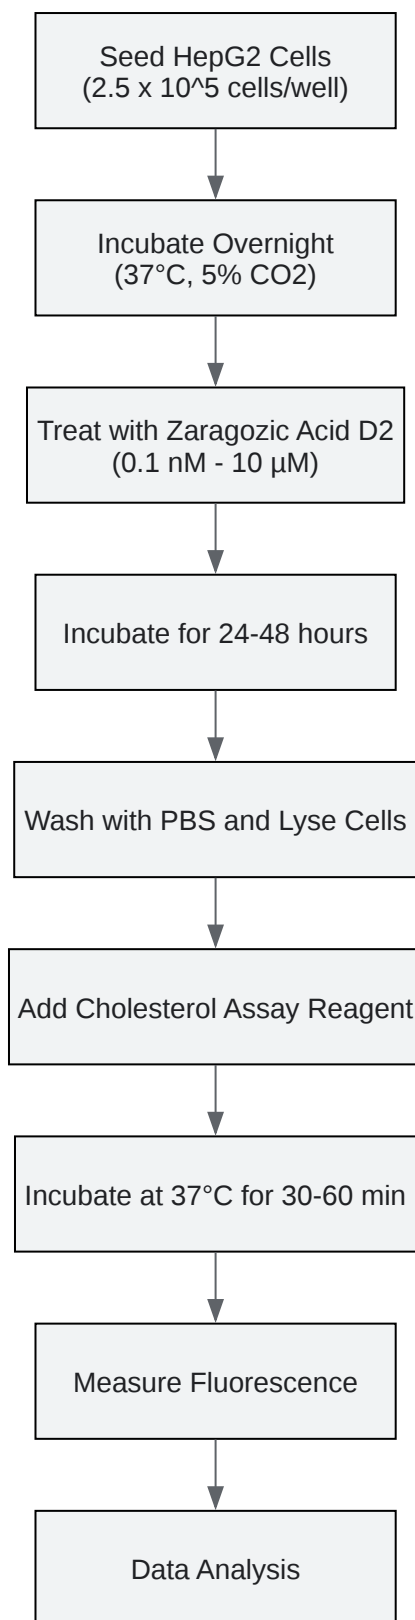 Seed HepG2 Cells
(2.5 x 10^5 cells/well)
Incubate Overnight
(37°C, 5% CO2)
Treat with Zaragozic Acid D2
(0.1 nM - 10 µM)
Incubate for 24-48 hours
Wash with PBS and Lyse Cells
Add Cholesterol Assay Reagent
Incubate at 37°C for 30-60 min
Measure Fluorescence
Data Analysis